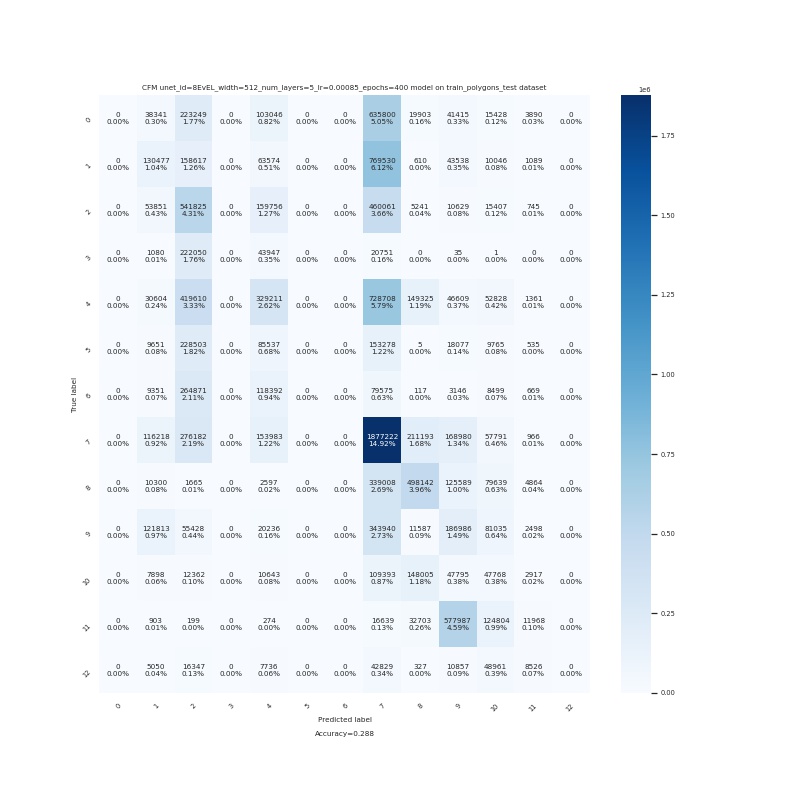 CFM unet_id=8EvEL_width=512_num_layers=5_lr=0.00085_epochs=400 model on train_polygons_test dataset
1e6
0 0 38341 223249 0 103046 0 0 635800 19903 41415 15428 3890 0
0.00% 0.30% 1.77% 0.00% 0.82% 0.00% 0.00% 5.05% 0.16% 0.33% 0.12% 0.03% 0.00%
1 0 130477 158617 0 63574 0 0 769530 610 43538 10046 1089 0
0.00% 1.04% 1.26% 0.00% 0.51% 0.00% 0.00% 6.12% 0.00% 0.35% 0.08% 0.01% 0.00%
2 0 53851 541825 0 159756 0 0 460061 5241 10629 15407 745 0
0.00% 0.43% 4.31% 0.00% 1.27% 0.00% 0.00% 3.66% 0.04% 0.08% 0.12% 0.01% 0.00%
3 0 1080 222050 0 43947 0 0 20751 0 35 1 0 0
0.00% 0.01% 1.76% 0.00% 0.35% 0.00% 0.00% 0.16% 0.00% 0.00% 0.00% 0.00% 0.00%
4 0 30604 419610 0 329211 0 0 728708 149325 46609 52828 1361 0
0.00% 0.24% 3.33% 0.00% 2.62% 0.00% 0.00% 5.79% 1.19% 0.37% 0.42% 0.01% 0.00%
5 0 9651 228503 0 85537 0 0 153278 5 18077 9765 535 0
0.00% 0.08% 1.82% 0.00% 0.68% 0.00% 0.00% 1.22% 0.00% 0.14% 0.08% 0.00% 0.00%
6 0 9351 264871 0 118392 0 0 79575 117 3146 8499 669 0
0.00% 0.07% 2.11% 0.00% 0.94% 0.00% 0.00% 0.63% 0.00% 0.03% 0.07% 0.01% 0.00%
7 0 116218 276182 0 153983 0 0 1877222 211193 168980 57791 966 0
0.00% 0.92% 2.19% 0.00% 1.22% 0.00% 0.00% 14.92% 1.68% 1.34% 0.46% 0.01% 0.00%
8 0 10300 1665 0 2597 0 0 339008 498142 125589 79639 4864 0
0.00% 0.08% 0.01% 0.00% 0.02% 0.00% 0.00% 2.69% 3.96% 1.00% 0.63% 0.04% 0.00%
9 0 121813 55428 0 20236 0 0 343940 11587 186986 81035 2498 0
0.00% 0.97% 0.44% 0.00% 0.16% 0.00% 0.00% 2.73% 0.09% 1.49% 0.64% 0.02% 0.00%
10 0 7898 12362 0 10643 0 0 109393 148005 47795 47768 2917 0
0.00% 0.06% 0.10% 0.00% 0.08% 0.00% 0.00% 0.87% 1.18% 0.38% 0.38% 0.02% 0.00%
11 0 903 199 0 274 0 0 16639 32703 577987 124804 11968 0
0.00% 0.01% 0.00% 0.00% 0.00% 0.00% 0.00% 0.13% 0.26% 4.59% 0.99% 0.10% 0.00%
12 0 5050 16347 0 7736 0 0 42829 327 10857 48961 8526 0
0.00% 0.04% 0.13% 0.00% 0.06% 0.00% 0.00% 0.34% 0.00% 0.09% 0.39% 0.07% 0.00%
0 1 2 3 4 5 6 7 8 9 10 11 12
True label
Predicted label
Accuracy=0.288
1.75
1.50
1.25
1.00
0.75
0.50
0.25
0.00